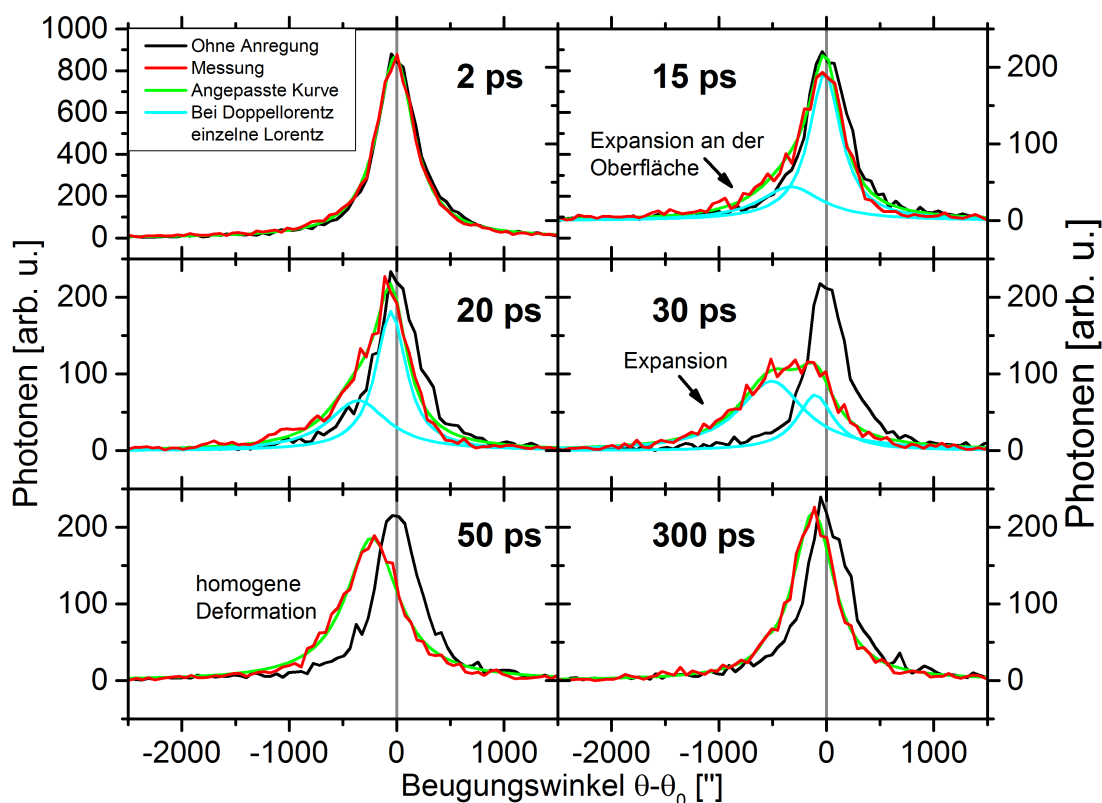 Ohne Anregung
Messung
Angepasste Kurve
Bei Doppellorentz
einzelne Lorentz
2 ps
15 ps
Expansion an der
Oberfläche
20 ps
30 ps
Expansion
50 ps
homogene
Deformation
300 ps
1000
800
600
400
200
0
200
100
0
200
100
0
200
100
0
200
100
0
200
100
0
-2000
-1000
0
1000
-2000
-1000
0
1000
Photonen [arb. u.]
Photonen [arb. u.]
Beugungswinkel θ-θ0 ["]